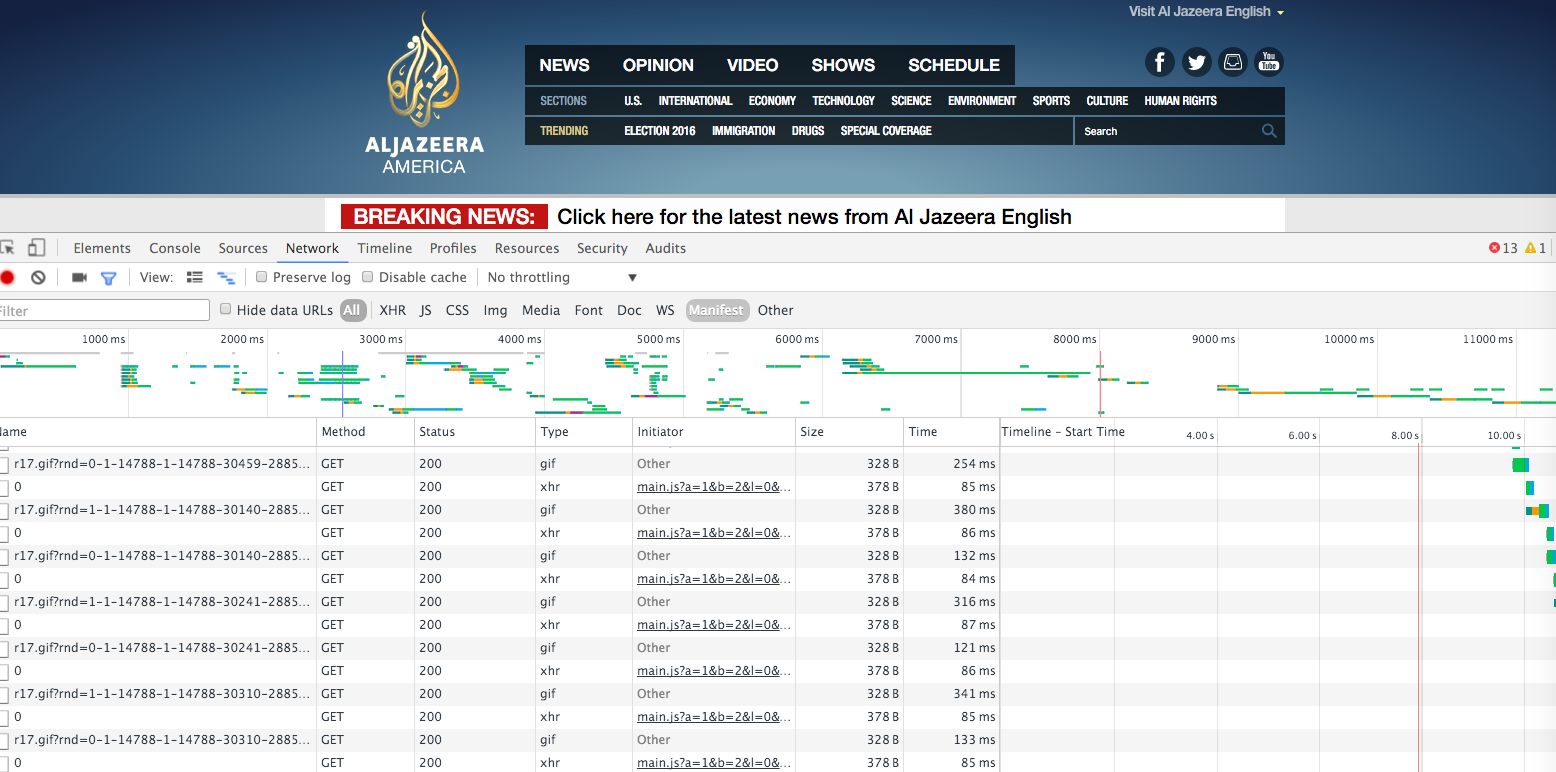 Visit Al Jazeera English
NEWS OPINION VIDEO SHOWS SCHEDULE
You Tube
SECTIONS U.S. INTERNATIONAL ECONOMY TECHNOLOGY SCIENCE ENVIRONMENT SPORTS CULTURE HUMAN RIGHTS
TRENDING ELECTION 2016 IMMIGRATION DRUGS SPECIAL COVERAGE Search
ALJAZEERA
AMERICA
BREAKING NEWS: Click here for the latest news from Al Jazeera English
Elements Console Sources Network Timeline Profiles Resources Security Audits 13 1
View: Preserve log Disable cache No throttling
Filter Hide data URLs All XHR JS CSS Img Media Font Doc WS Manifest Other
1000 ms 2000 ms 3000 ms 4000 ms 5000 ms 6000 ms 7000 ms 8000 ms 9000 ms 10000 ms 11000 ms
Name Method Status Type Initiator Size Time Timeline – Start Time 4.00 s 6.00 s 8.00 s 10.00 s
r17.gif?rnd=0-1-14788-1-14788-30459-2885... GET 200 gif Other 328 B 254 ms
0 GET 200 xhr main.js?a=1&b=2&l=0&... 378 B 85 ms
r17.gif?rnd=1-1-14788-1-14788-30140-2885... GET 200 gif Other 328 B 380 ms
0 GET 200 xhr main.js?a=1&b=2&l=0&... 378 B 86 ms
r17.gif?rnd=0-1-14788-1-14788-30140-2885... GET 200 gif Other 328 B 132 ms
0 GET 200 xhr main.js?a=1&b=2&l=0&... 378 B 84 ms
r17.gif?rnd=1-1-14788-1-14788-30241-2885... GET 200 gif Other 328 B 316 ms
0 GET 200 xhr main.js?a=1&b=2&l=0&... 378 B 87 ms
r17.gif?rnd=0-1-14788-1-14788-30241-2885... GET 200 gif Other 328 B 121 ms
0 GET 200 xhr main.js?a=1&b=2&l=0&... 378 B 86 ms
r17.gif?rnd=1-1-14788-1-14788-30310-2885... GET 200 gif Other 328 B 341 ms
0 GET 200 xhr main.js?a=1&b=2&l=0&... 378 B 85 ms
r17.gif?rnd=0-1-14788-1-14788-30310-2885... GET 200 gif Other 328 B 133 ms
0 GET 200 xhr main.js?a=1&b=2&l=0&... 378 B 85 ms